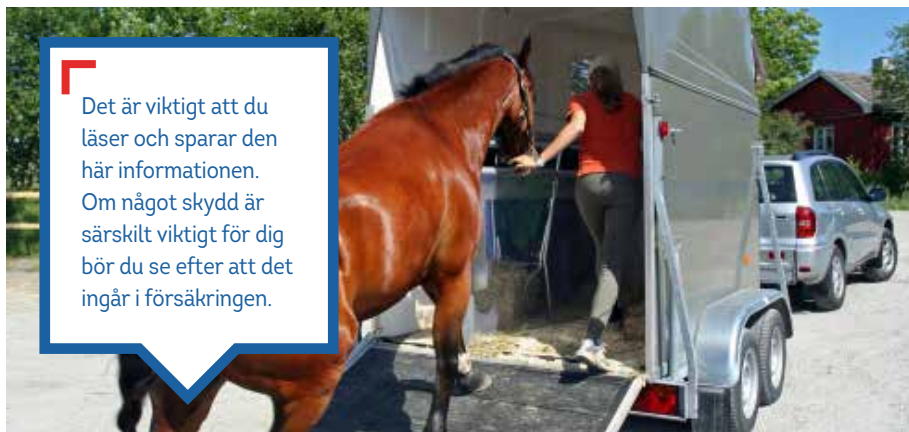 Det är viktigt att du
läser och sparar den
här informationen.
Om något skydd är
särskilt viktigt för dig
bör du se efter att det
ingår i försäkringen.